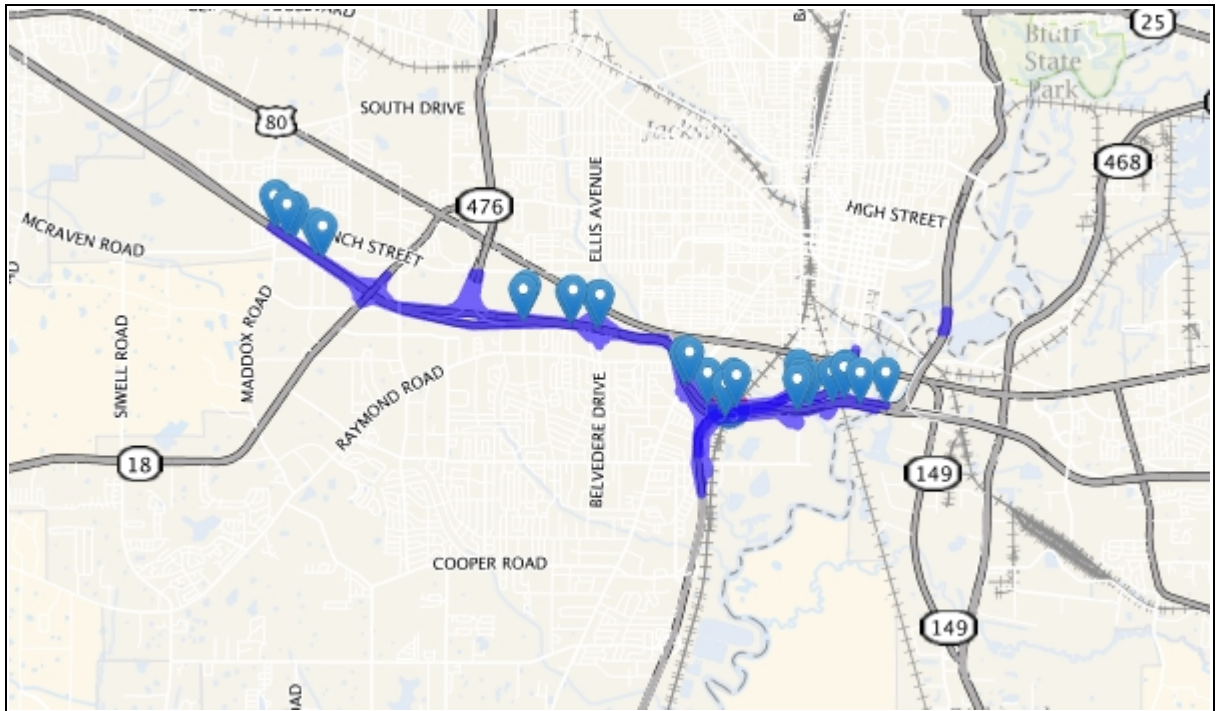 25
Bluff
State
Park
SOUTH DRIVE
80
Jackson
468
476
ELLIS AVENUE
HIGH STREET
MCRAVEN ROAD
NCH STREET
MADDOX ROAD
SIWELL ROAD
RAYMOND ROAD
BELVEDERE DRIVE
18
149
COOPER ROAD
149